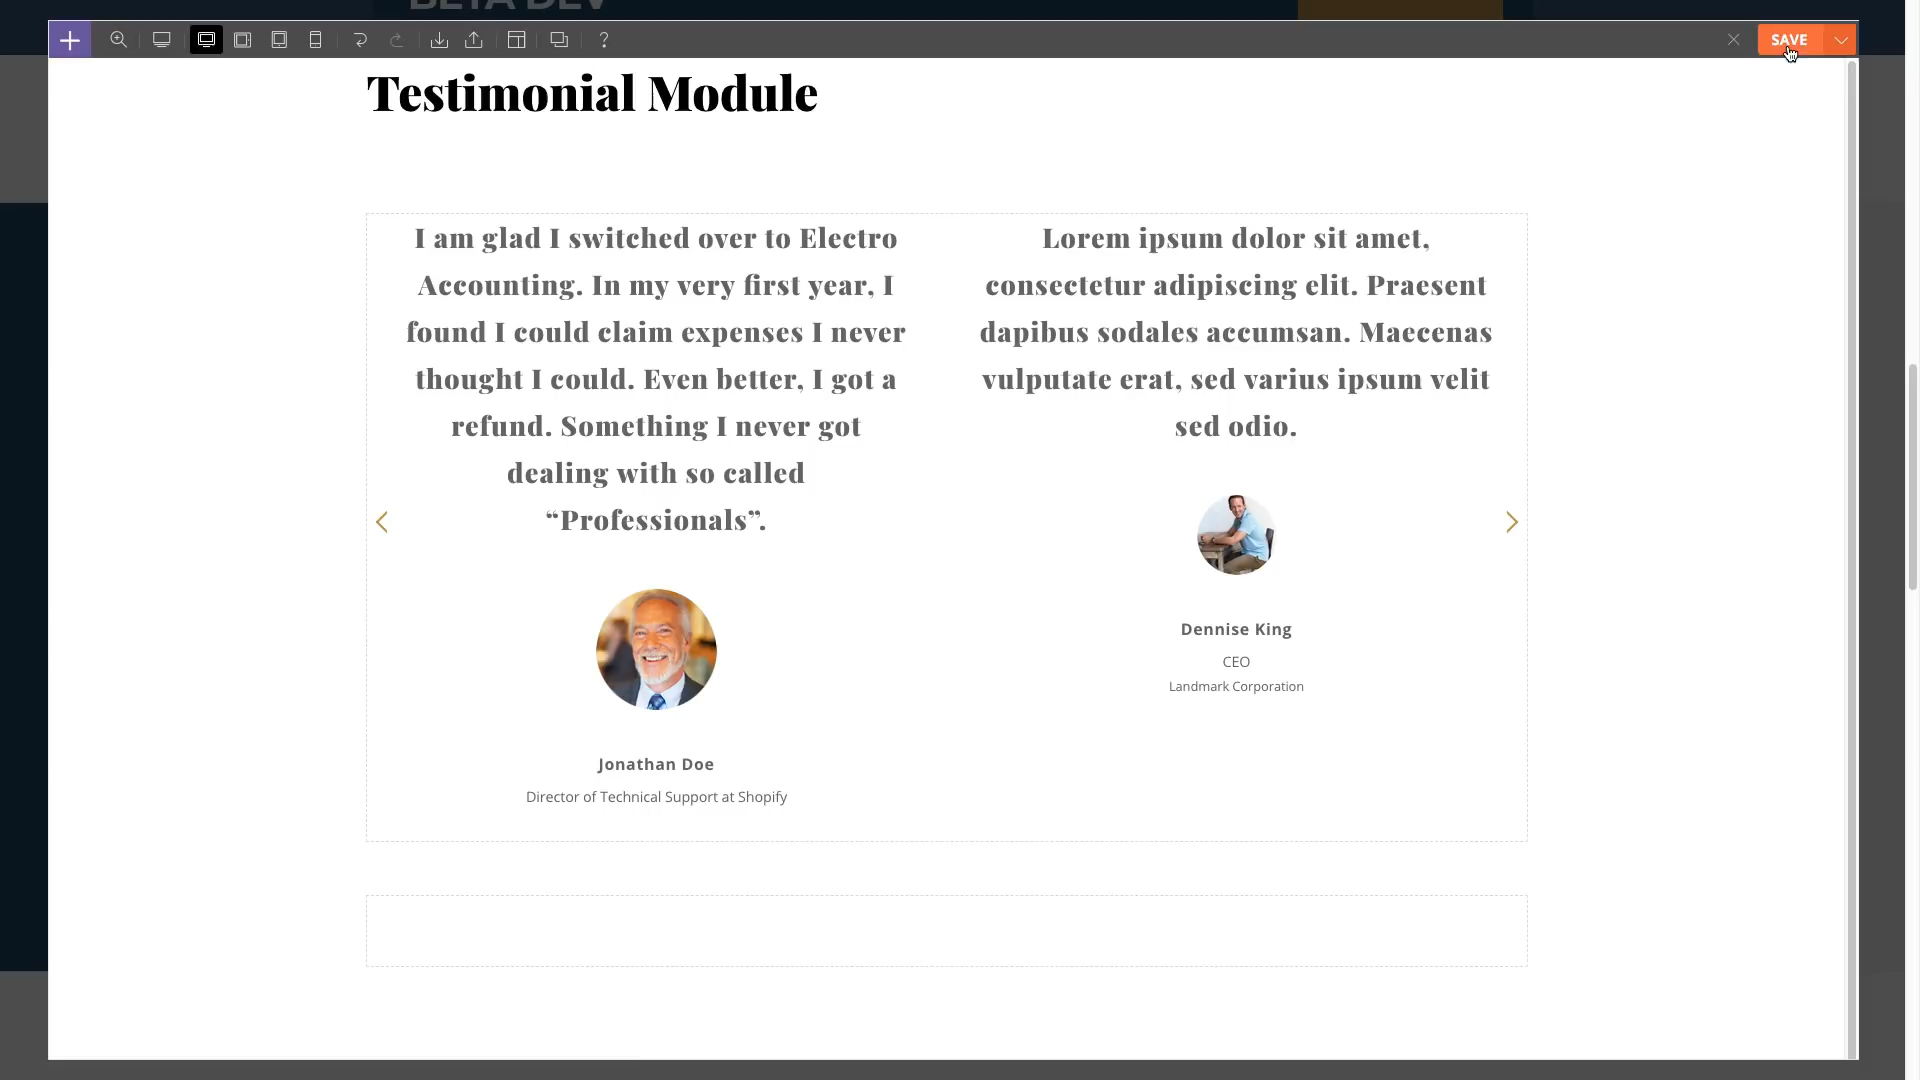 BETA DEV
?
SAVE
Testimonial Module
I am glad I switched over to Electro
Accounting. In my very first year, I
found I could claim expenses I never
thought I could. Even better, I got a
refund. Something I never got
dealing with so called
“Professionals”.
Jonathan Doe
Director of Technical Support at Shopify
Lorem ipsum dolor sit amet,
consectetur adipiscing elit. Praesent
dapibus sodales accumsan. Maecenas
vulputate erat, sed varius ipsum velit
sed odio.
Dennise King
CEO
Landmark Corporation